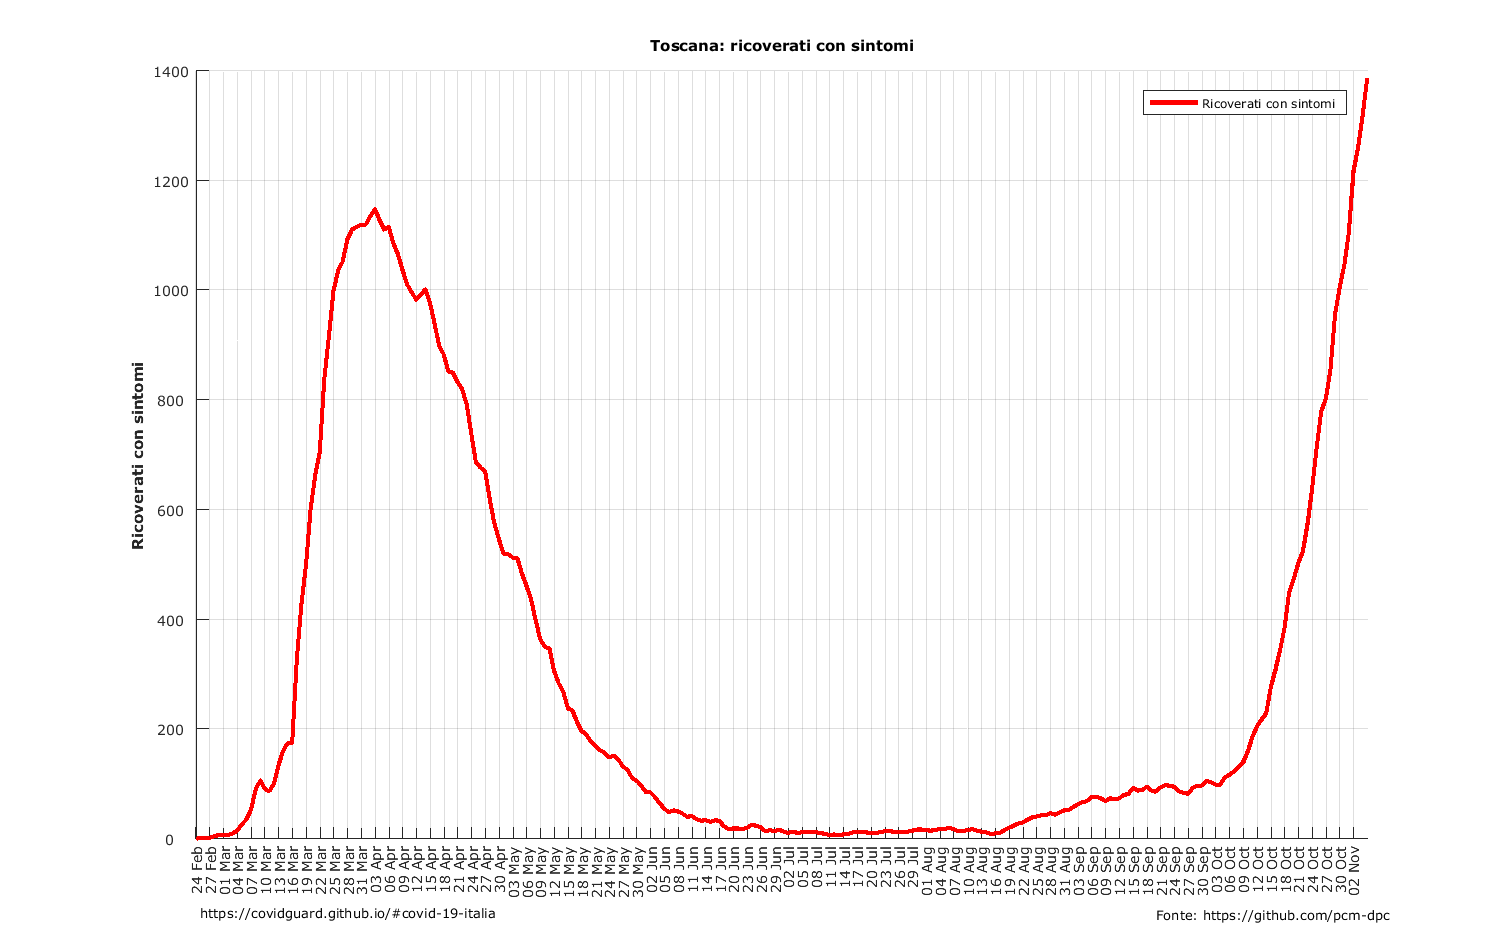 Toscana: ricoverati con sintomi
Ricoverati con sintomi
1400
1200
1000
800
600
400
200
0
Ricoverati con sintomi
24 Feb
27 Feb
01 Mar
04 Mar
07 Mar
10 Mar
13 Mar
16 Mar
19 Mar
22 Mar
25 Mar
28 Mar
31 Mar
03 Apr
06 Apr
09 Apr
12 Apr
15 Apr
18 Apr
21 Apr
24 Apr
27 Apr
30 Apr
03 May
06 May
09 May
12 May
15 May
18 May
21 May
24 May
27 May
30 May
02 Jun
05 Jun
08 Jun
11 Jun
14 Jun
17 Jun
20 Jun
23 Jun
26 Jun
29 Jun
02 Jul
05 Jul
08 Jul
11 Jul
14 Jul
17 Jul
20 Jul
23 Jul
26 Jul
29 Jul
01 Aug
04 Aug
07 Aug
10 Aug
13 Aug
16 Aug
19 Aug
22 Aug
25 Aug
28 Aug
31 Aug
03 Sep
06 Sep
09 Sep
12 Sep
15 Sep
18 Sep
21 Sep
24 Sep
27 Sep
30 Sep
03 Oct
06 Oct
09 Oct
12 Oct
15 Oct
18 Oct
21 Oct
24 Oct
27 Oct
30 Oct
02 Nov
https://covidguard.github.io/#covid-19-italia
Fonte: https://github.com/pcm-dpc